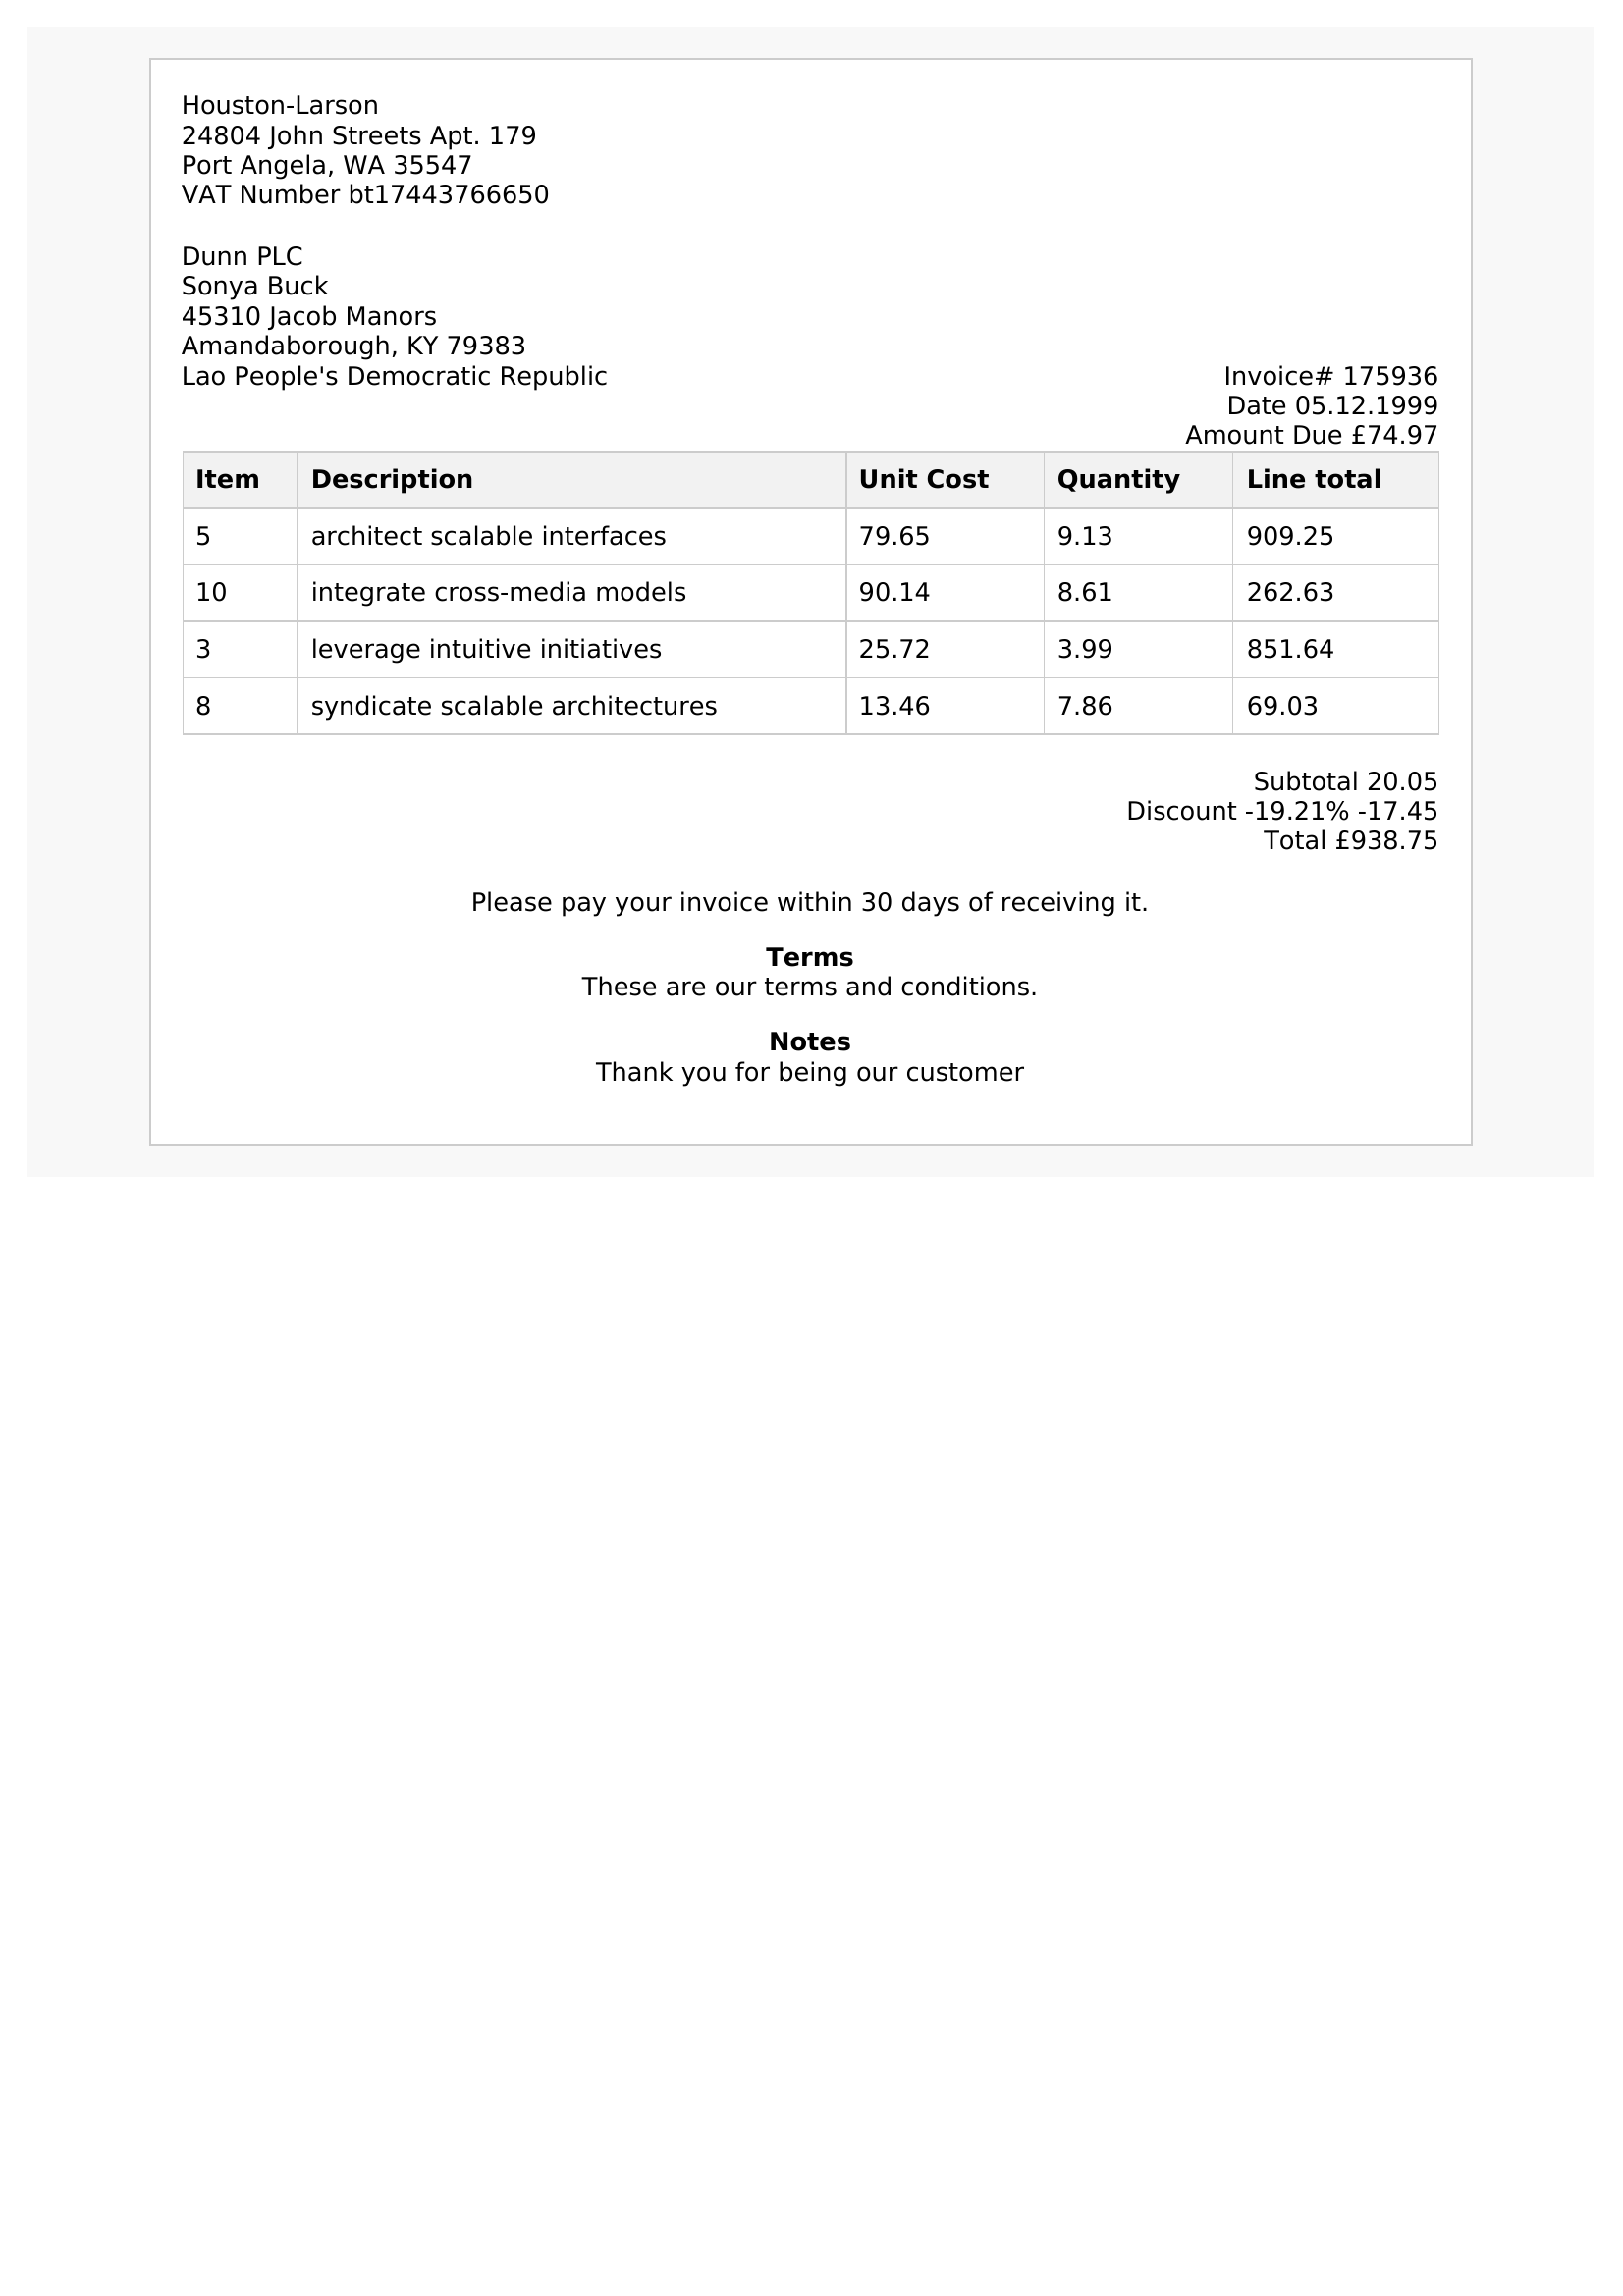 Houston-Larson
24804 John Streets Apt. 179
Port Angela, WA 35547
VAT Number bt17443766650
Dunn PLC
Sonya Buck
45310 Jacob Manors
Amandaborough, KY 79383
Lao People's Democratic Republic
Invoice# 175936
Date 05.12.1999
Amount Due £74.97
Item Description Unit Cost Quantity Line total
5 architect scalable interfaces 79.65 9.13 909.25
10 integrate cross-media models 90.14 8.61 262.63
3 leverage intuitive initiatives 25.72 3.99 851.64
8 syndicate scalable architectures 13.46 7.86 69.03
Subtotal 20.05
Discount -19.21% -17.45
Total £938.75
Please pay your invoice within 30 days of receiving it.
Terms
These are our terms and conditions.
Notes
Thank you for being our customer